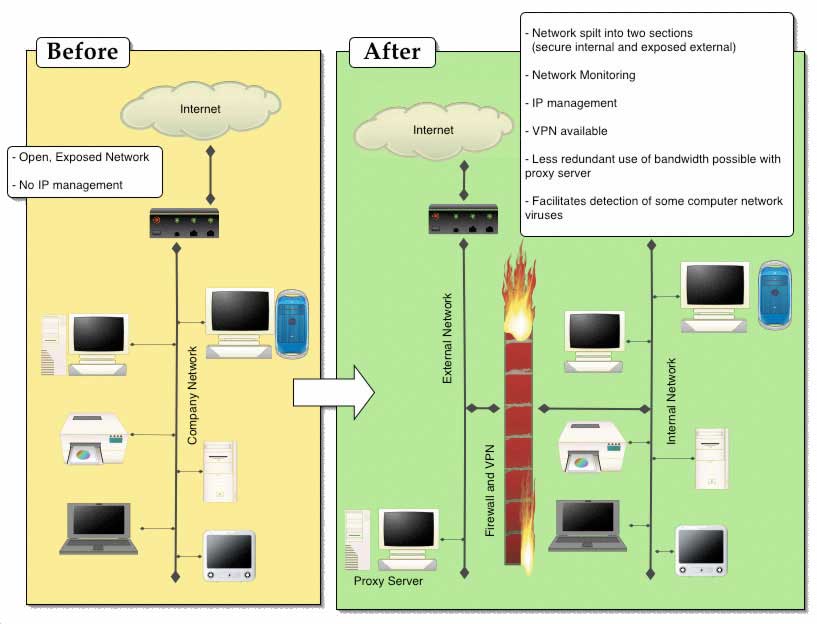 Before
Internet
- Open, Exposed Network
- No IP management
Company Network
After
Internet
- Network spilt into two sections
(secure internal and exposed external)
- Network Monitoring
- IP management
- VPN available
- Less redundant use of bandwidth possible with
proxy server
- Facilitates detection of some computer network
viruses
External Network
Firewall and VPN
Internal Network
Proxy Server